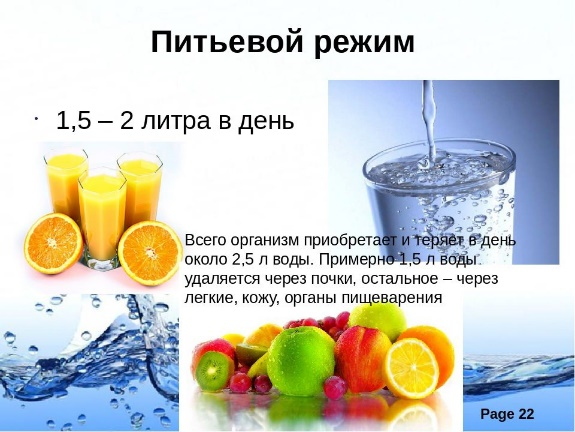 Питьевой режим
• 1,5 – 2 литра в день
Всего организм приобретает и теряет в день
около 2,5 л воды. Примерно 1,5 л воды
удаляется через почки, остальное – через
легкие, кожу, органы пищеварения
Page 22